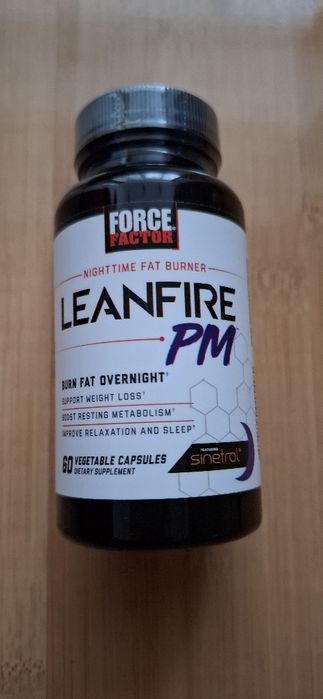 FORCE
FACTOR
NIGHTTIME FAT BURNER
LEANFIRE
PM
BURN FAT OVERNIGHT†
SUPPORT WEIGHT LOSS†
BOOST RESTING METABOLISM†
IMPROVE RELAXATION AND SLEEP†
60 VEGETABLE CAPSULES
DIETARY SUPPLEMENT
FEATURING
sinetrol